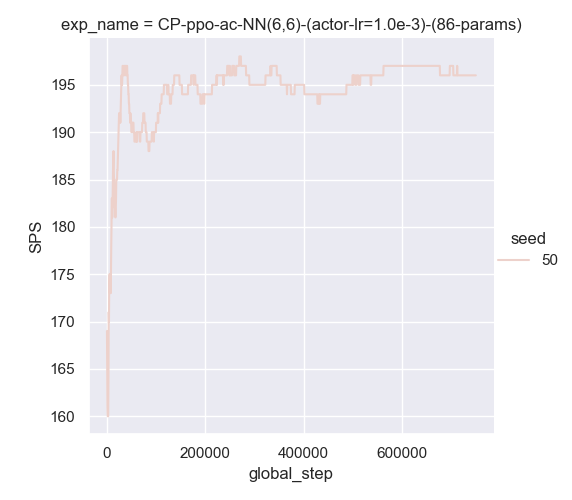 exp_name = CP-ppo-ac-NN(6,6)-(actor-lr=1.0e-3)-(86-params)
195
190
185
180
175
170
165
160
SPS
seed
50
0 200000 400000 600000
global_step